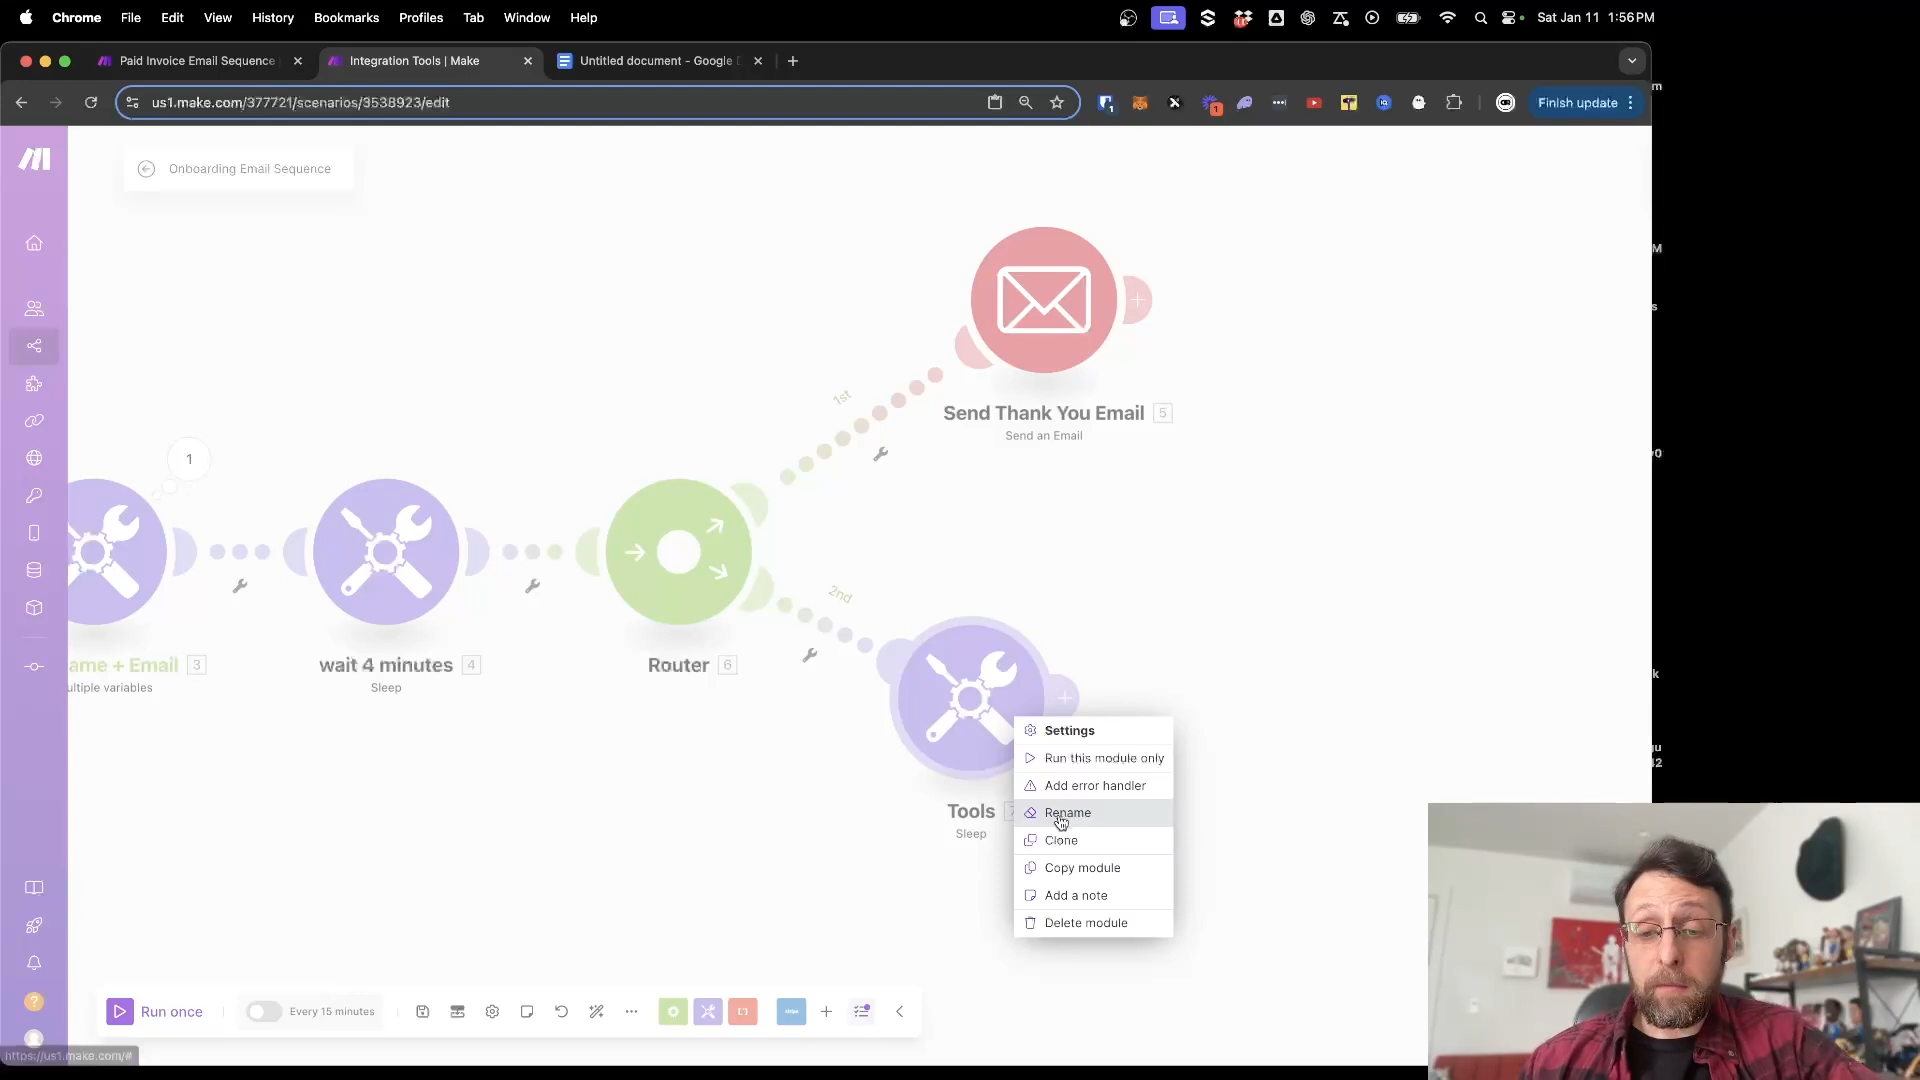 Chrome File Edit View History Bookmarks Profiles Tab Window Help
Sat Jan 11 1:56PM
Paid Invoice Email Sequence
Integration Tools | Make
Untitled document - Google
us1.make.com/377721/scenarios/3538923/edit
Finish update
Onboarding Email Sequence
1st
Send Thank You Email 5
Send an Email
1
2nd
ame + Email 3
ultiple variables
wait 4 minutes 4
Sleep
Router 6
Tools
Sleep
Settings
Run this module only
Add error handler
Rename
Clone
Copy module
Add a note
Delete module
Run once
Every 15 minutes
https://us1.make.com/#